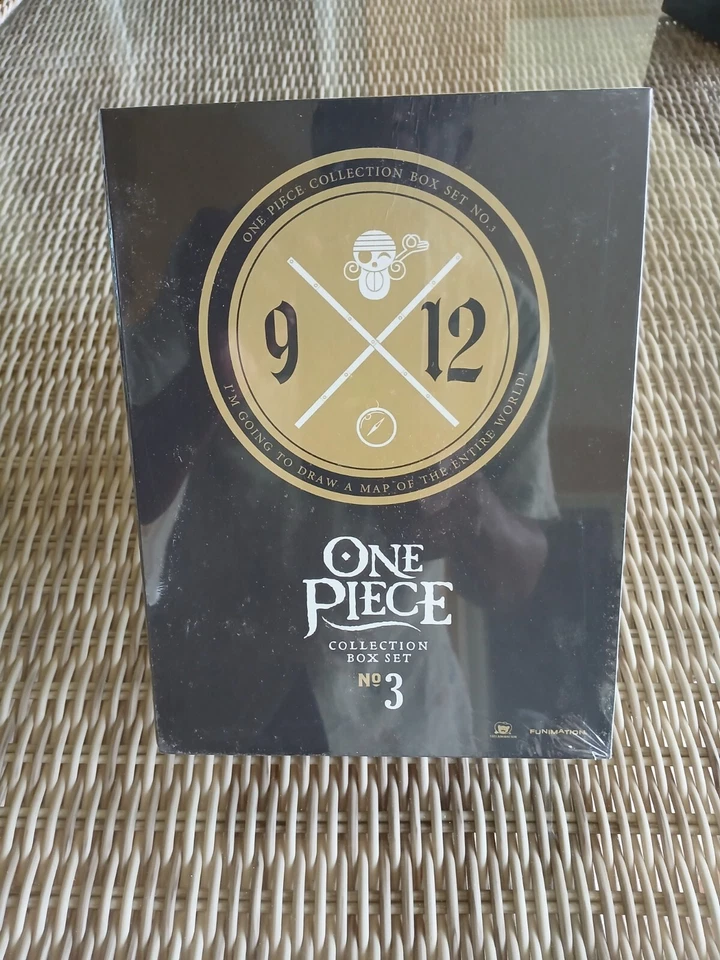 ONE PIECE COLLECTION BOX SET NO.3
9 12
I'M GOING TO DRAW A MAP OF THE ENTIRE WORLD!
ONE
PIECE
COLLECTION
BOX SET
Nº 3
FUNIMATION